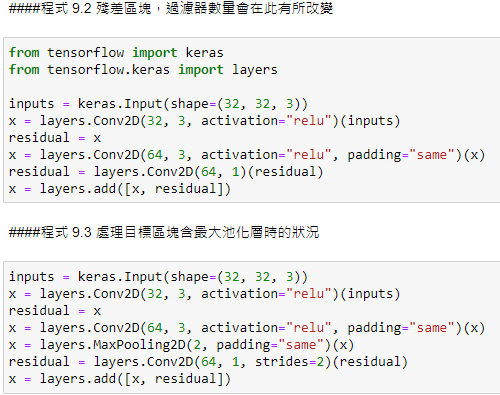 ####程式 9.2 殘差區塊，過濾器數量會在此有所改變
from tensorflow import keras
from tensorflow.keras import layers
inputs = keras.Input(shape=(32, 32, 3))
x = layers.Conv2D(32, 3, activation="relu")(inputs)
residual = x
x = layers.Conv2D(64, 3, activation="relu", padding="same")(x)
residual = layers.Conv2D(64, 1)(residual)
x = layers.add([x, residual])
####程式 9.3 處理目標區塊含最大池化層時的狀況
inputs = keras.Input(shape=(32, 32, 3))
x = layers.Conv2D(32, 3, activation="relu")(inputs)
residual = x
x = layers.Conv2D(64, 3, activation="relu", padding="same")(x)
x = layers.MaxPooling2D(2, padding="same")(x)
residual = layers.Conv2D(64, 1, strides=2)(residual)
x = layers.add([x, residual])